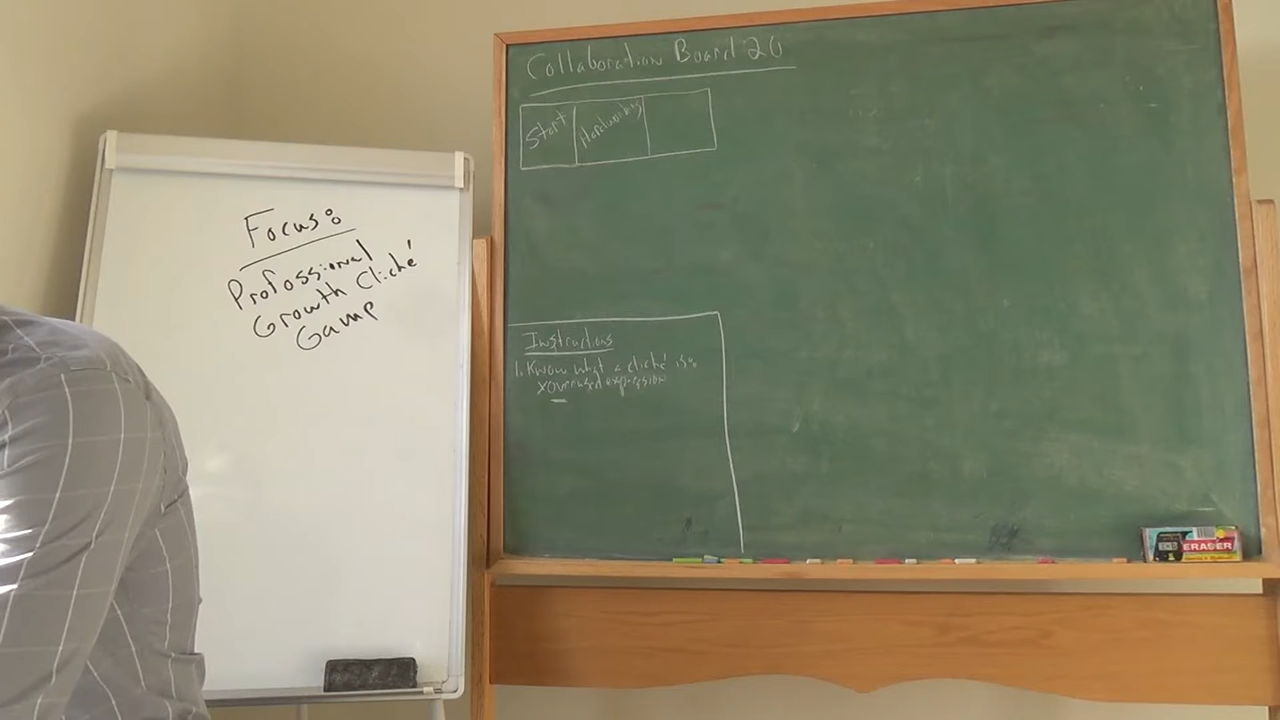 Focus:
Profossional
Growth Cliché
Gamp
Collaboration Board 2.0
Start
Hardworking
Instructions
1. Know what a cliché is:
x Overused expression
ERASER